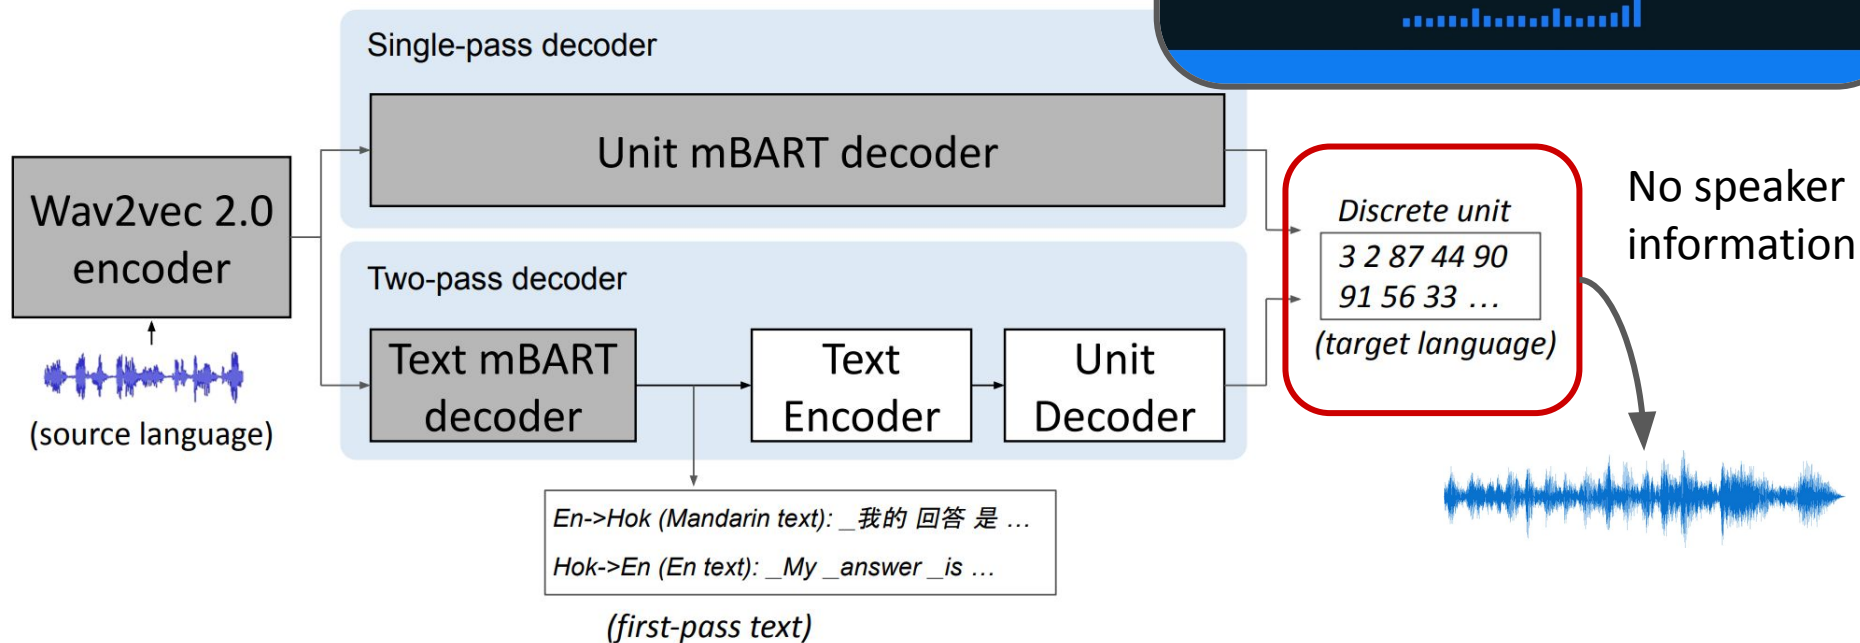 Single-pass decoder
Unit mBART decoder
Wav2vec 2.0
encoder
(source language)
Two-pass decoder
Text mBART
decoder
Text
Encoder
Unit
Decoder
En->Hok (Mandarin text): _我的 回答 是 ...
Hok->En (En text): _My _answer _is ...
(first-pass text)
Discrete unit
3 2 87 44 90
91 56 33 ...
(target language)
No speaker
information